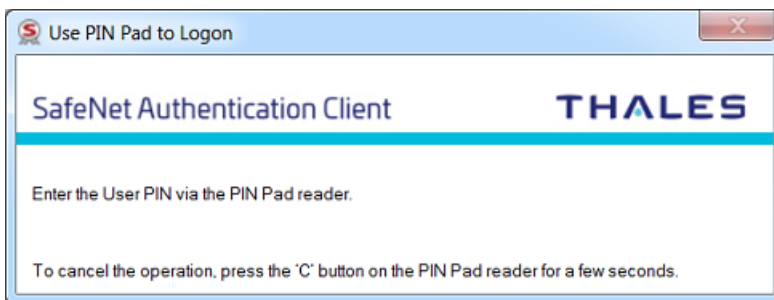 Use PIN Pad to Logon
SafeNet Authentication Client
THALES
Enter the User PIN via the PIN Pad reader.
To cancel the operation, press the 'C' button on the PIN Pad reader for a few seconds.